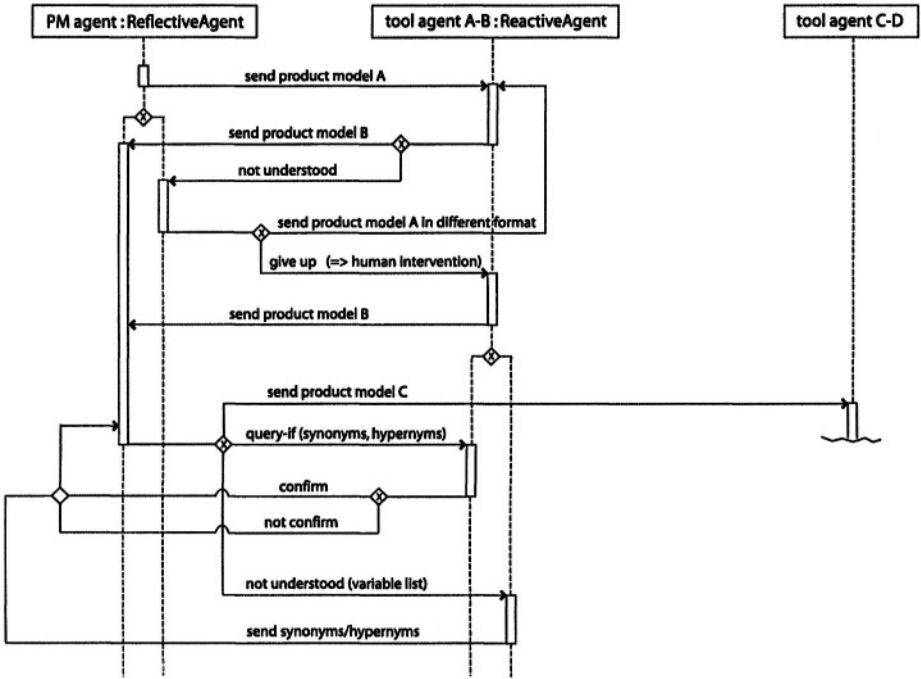 PM agent : ReflectiveAgent
tool agent A-B : ReactiveAgent
tool agent C-D
send product model A
X
send product model B
X
not understood
X
send product model A in different format
give up (=> human intervention)
send product model B
X
send product model C
X
query-if (synonyms, hypernyms)
confirm
X
not confirm
not understood (variable list)
send synonyms/hypernyms